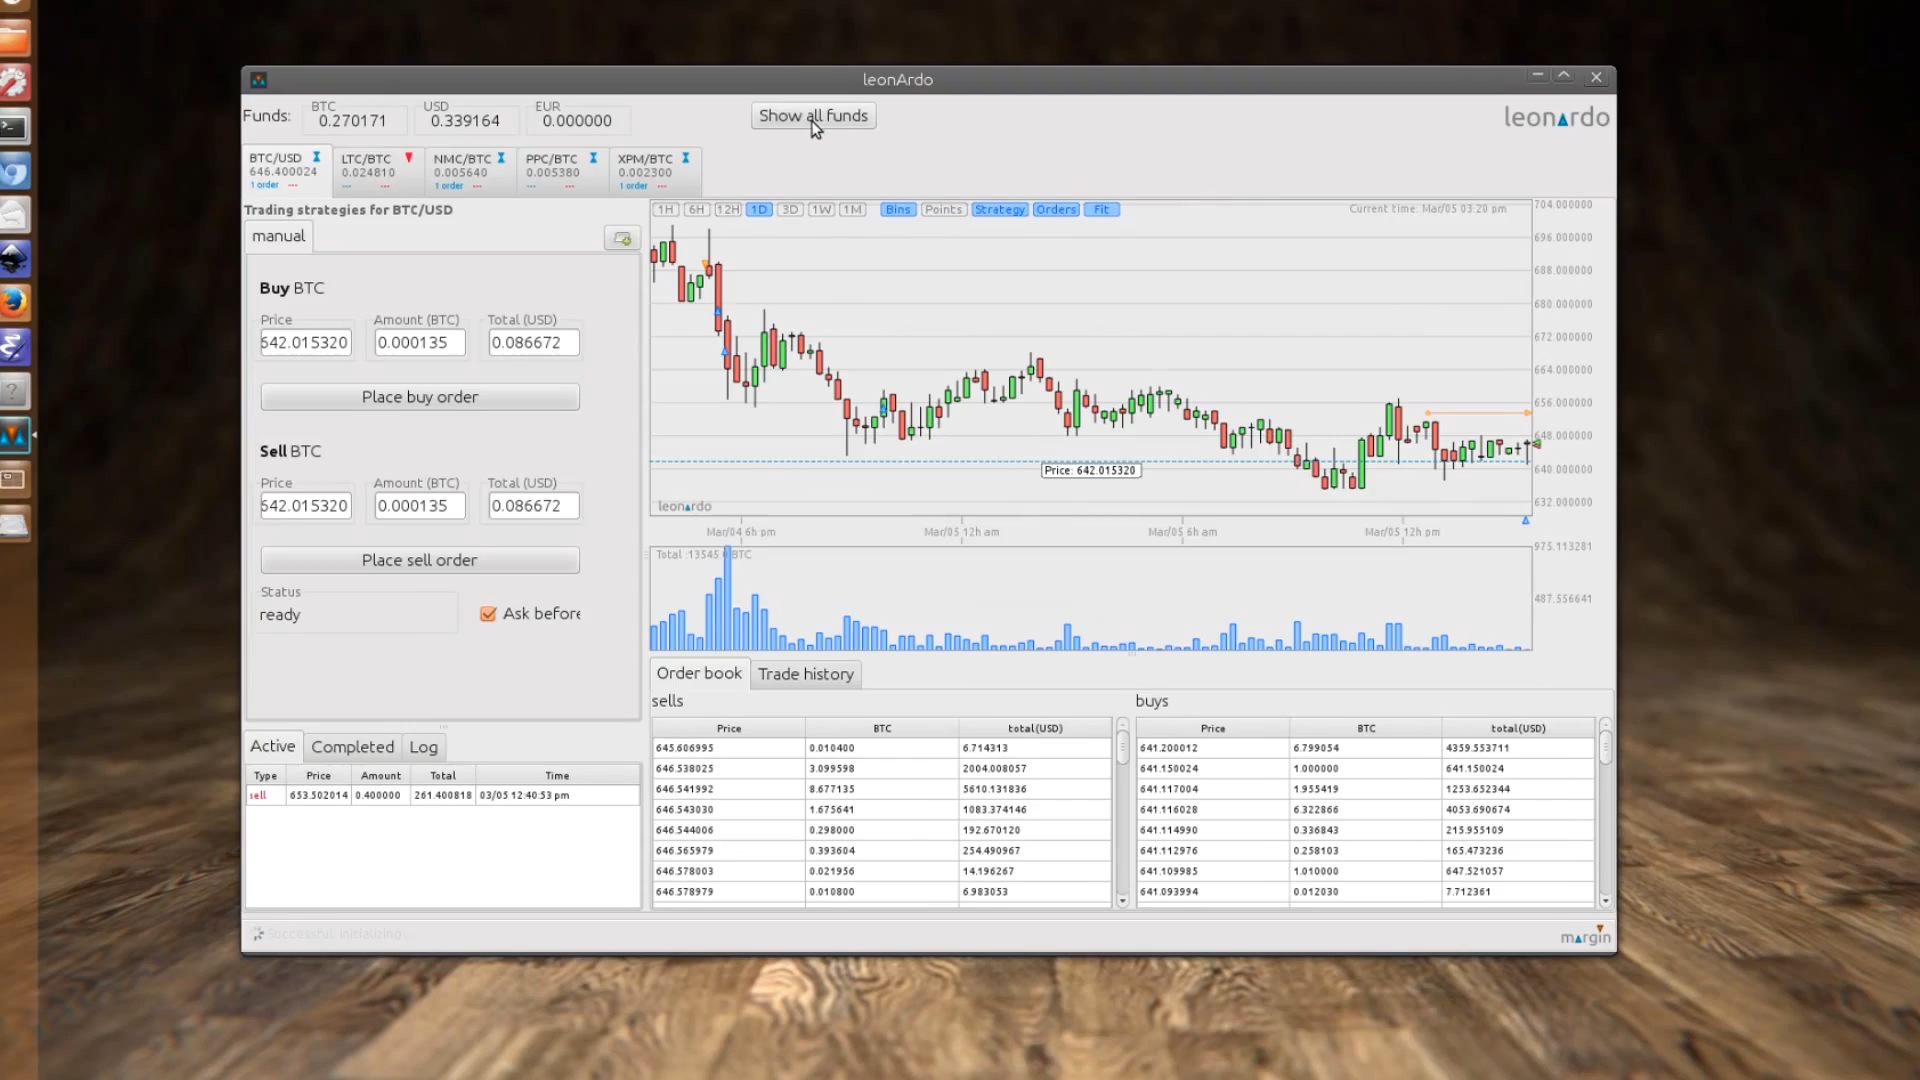 leonArdo
Funds:
BTC
0.270171
USD
0.339164
EUR
0.000000
Show all funds
leonardo
BTC/USD
646.400024
1 order ---
LTC/BTC
0.024810
--- ---
NMC/BTC
0.005640
1 order ---
PPC/BTC
0.005380
--- ---
XPM/BTC
0.002300
1 order ---
Trading strategies for BTC/USD
manual
Buy BTC
Price Amount (BTC) Total (USD)
642.015320 0.000135 0.086672
Place buy order
Sell BTC
Price Amount (BTC) Total (USD)
642.015320 0.000135 0.086672
Place sell order
Status
ready
Ask before
1H 6H 12H 1D 3D 1W 1M Bins Points Strategy Orders Fit
Current time: Mar/05 03:20 pm
704.000000
696.000000
688.000000
680.000000
672.000000
664.000000
656.000000
648.000000
640.000000
632.000000
Price: 642.015320
leonardo
Mar/04 6h pm Mar/05 12h am Mar/05 6h am Mar/05 12h pm
Total :13545 BTC
975.113281
487.556641
Order book Trade history
sells
Price BTC total(USD)
645.606995 0.010400 6.714313
646.538025 3.099598 2004.008057
646.541992 8.677135 5610.131836
646.543030 1.675641 1083.374146
646.544006 0.298000 192.670120
646.565979 0.393604 254.490967
646.578003 0.021956 14.196267
646.578979 0.010800 6.983053
buys
Price BTC total(USD)
641.200012 6.799054 4359.553711
641.150024 1.000000 641.150024
641.117004 1.955419 1253.652344
641.116028 6.322866 4053.690674
641.114990 0.336843 215.955109
641.112976 0.258103 165.473236
641.109985 1.010000 647.521057
641.093994 0.012030 7.712361
Active Completed Log
Type Price Amount Total Time
sell 653.502014 0.400000 261.400818 03/05 12:40:53 pm
Successful initializing...
margin